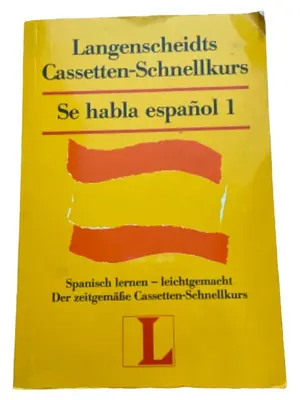 Langenscheidts
Cassetten-Schnellkurs
Se habla español 1
Spanisch lernen – leichtgemacht
Der zeitgemäße Cassetten-Schnellkurs
L